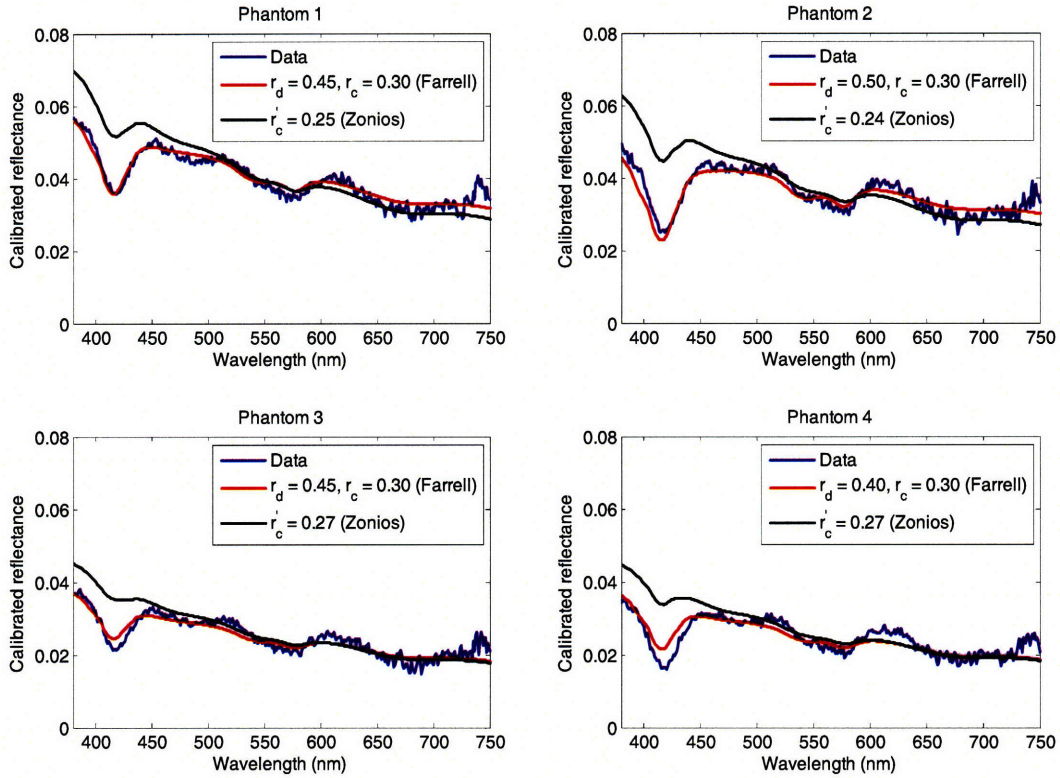 Phantom 1
0.08
0.06
0.04
0.02
0
Calibrated reflectance
Data
r_d = 0.45, r_c = 0.30 (Farrell)
r'_c = 0.25 (Zonios)
400 450 500 550 600 650 700 750
Wavelength (nm)
Phantom 2
0.08
0.06
0.04
0.02
0
Calibrated reflectance
Data
r_d = 0.50, r_c = 0.30 (Farrell)
r'_c = 0.24 (Zonios)
400 450 500 550 600 650 700 750
Wavelength (nm)
Phantom 3
0.08
0.06
0.04
0.02
0
Calibrated reflectance
Data
r_d = 0.45, r_c = 0.30 (Farrell)
r'_c = 0.27 (Zonios)
400 450 500 550 600 650 700 750
Wavelength (nm)
Phantom 4
0.08
0.06
0.04
0.02
0
Calibrated reflectance
Data
r_d = 0.40, r_c = 0.30 (Farrell)
r'_c = 0.27 (Zonios)
400 450 500 550 600 650 700 750
Wavelength (nm)